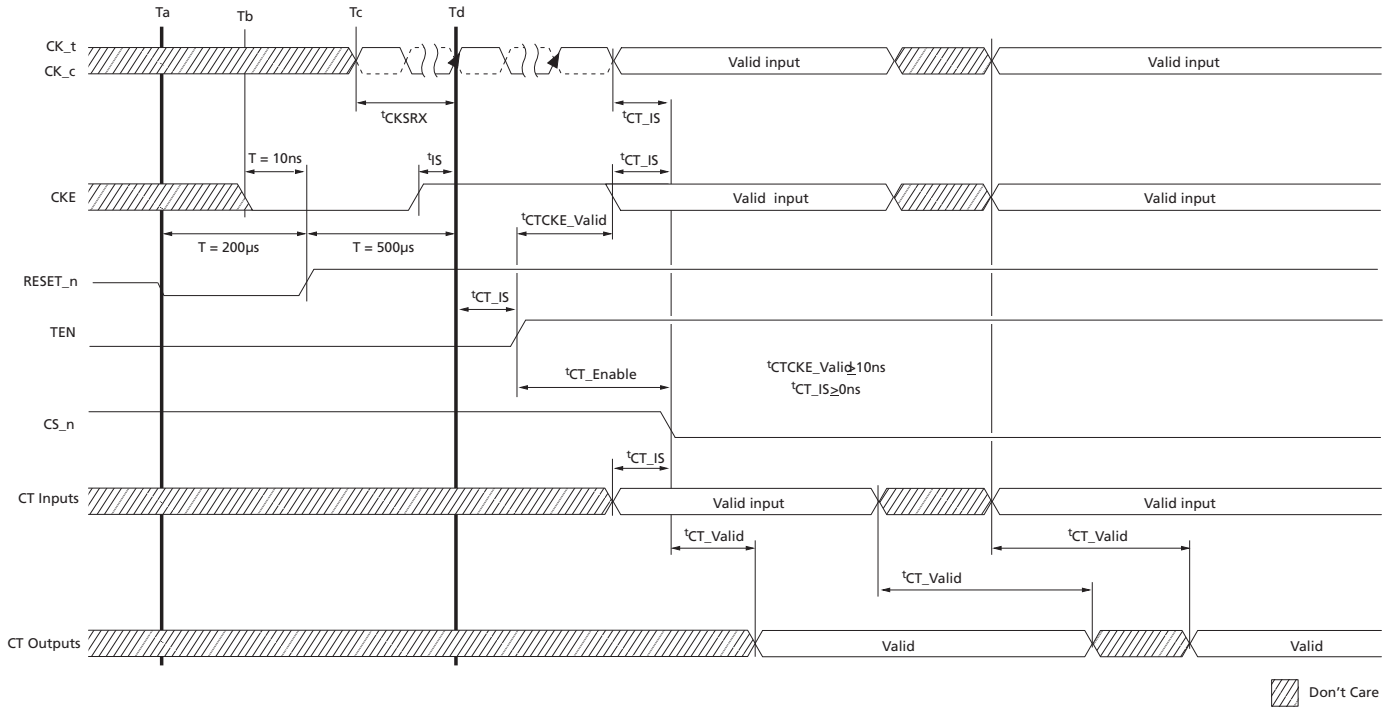 Ta
Tb
Tc
Td
CK_t
CK_c
Valid input
Valid input
tCKSRX
tCT_IS
T = 10ns
tIS
tCT_IS
CKE
Valid input
Valid input
tCTCKE_Valid
T = 200µs
T = 500µs
RESET_n
tCT_IS
TEN
tCT_Enable
tCTCKE_Valid≥10ns
tCT_IS≥0ns
CS_n
tCT_IS
CT Inputs
Valid input
Valid input
tCT_Valid
tCT_Valid
tCT_Valid
CT Outputs
Valid
Valid
Don't Care